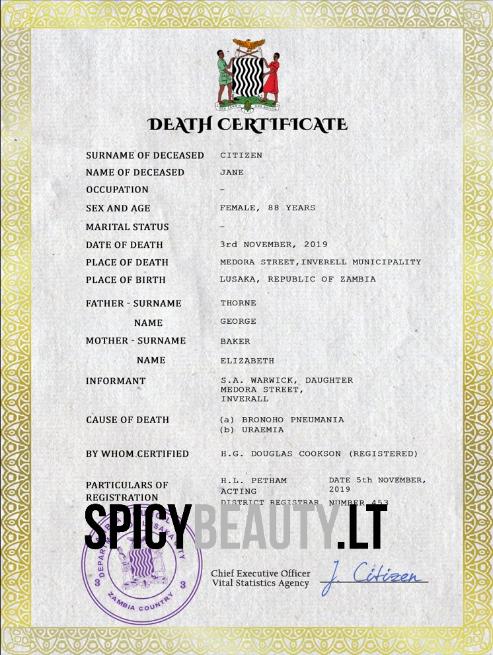 DEATH CERTIFICATE
SURNAME OF DECEASED CITIZEN
NAME OF DECEASED JANE
OCCUPATION –
SEX AND AGE FEMALE, 88 YEARS
MARITAL STATUS –
DATE OF DEATH 3rd NOVEMBER, 2019
PLACE OF DEATH MEDORA STREET,INVERELL MUNICIPALITY
PLACE OF BIRTH LUSAKA, REPUBLIC OF ZAMBIA
FATHER - SURNAME THORNE
NAME GEORGE
MOTHER - SURNAME BAKER
NAME ELIZABETH
INFORMANT S.A. WARWICK, DAUGHTER
MEDORA STREET,
INVERALL
CAUSE OF DEATH (a) BRONOHO PNEUMANIA
(b) URAEMIA
BY WHOM CERTIFIED H.G. DOUGLAS COOKSON (REGISTERED)
PARTICULARS OF REGISTRATION H.L. PETHAM DATE 5th NOVEMBER,
ACTING 2019
DISTRICT REGISTRAR NUMBER 453
SPICYBEAUTY.LT
ZAMBIA COUNTRY
Chief Executive Officer
Vital Statistics Agency
J. Citizen